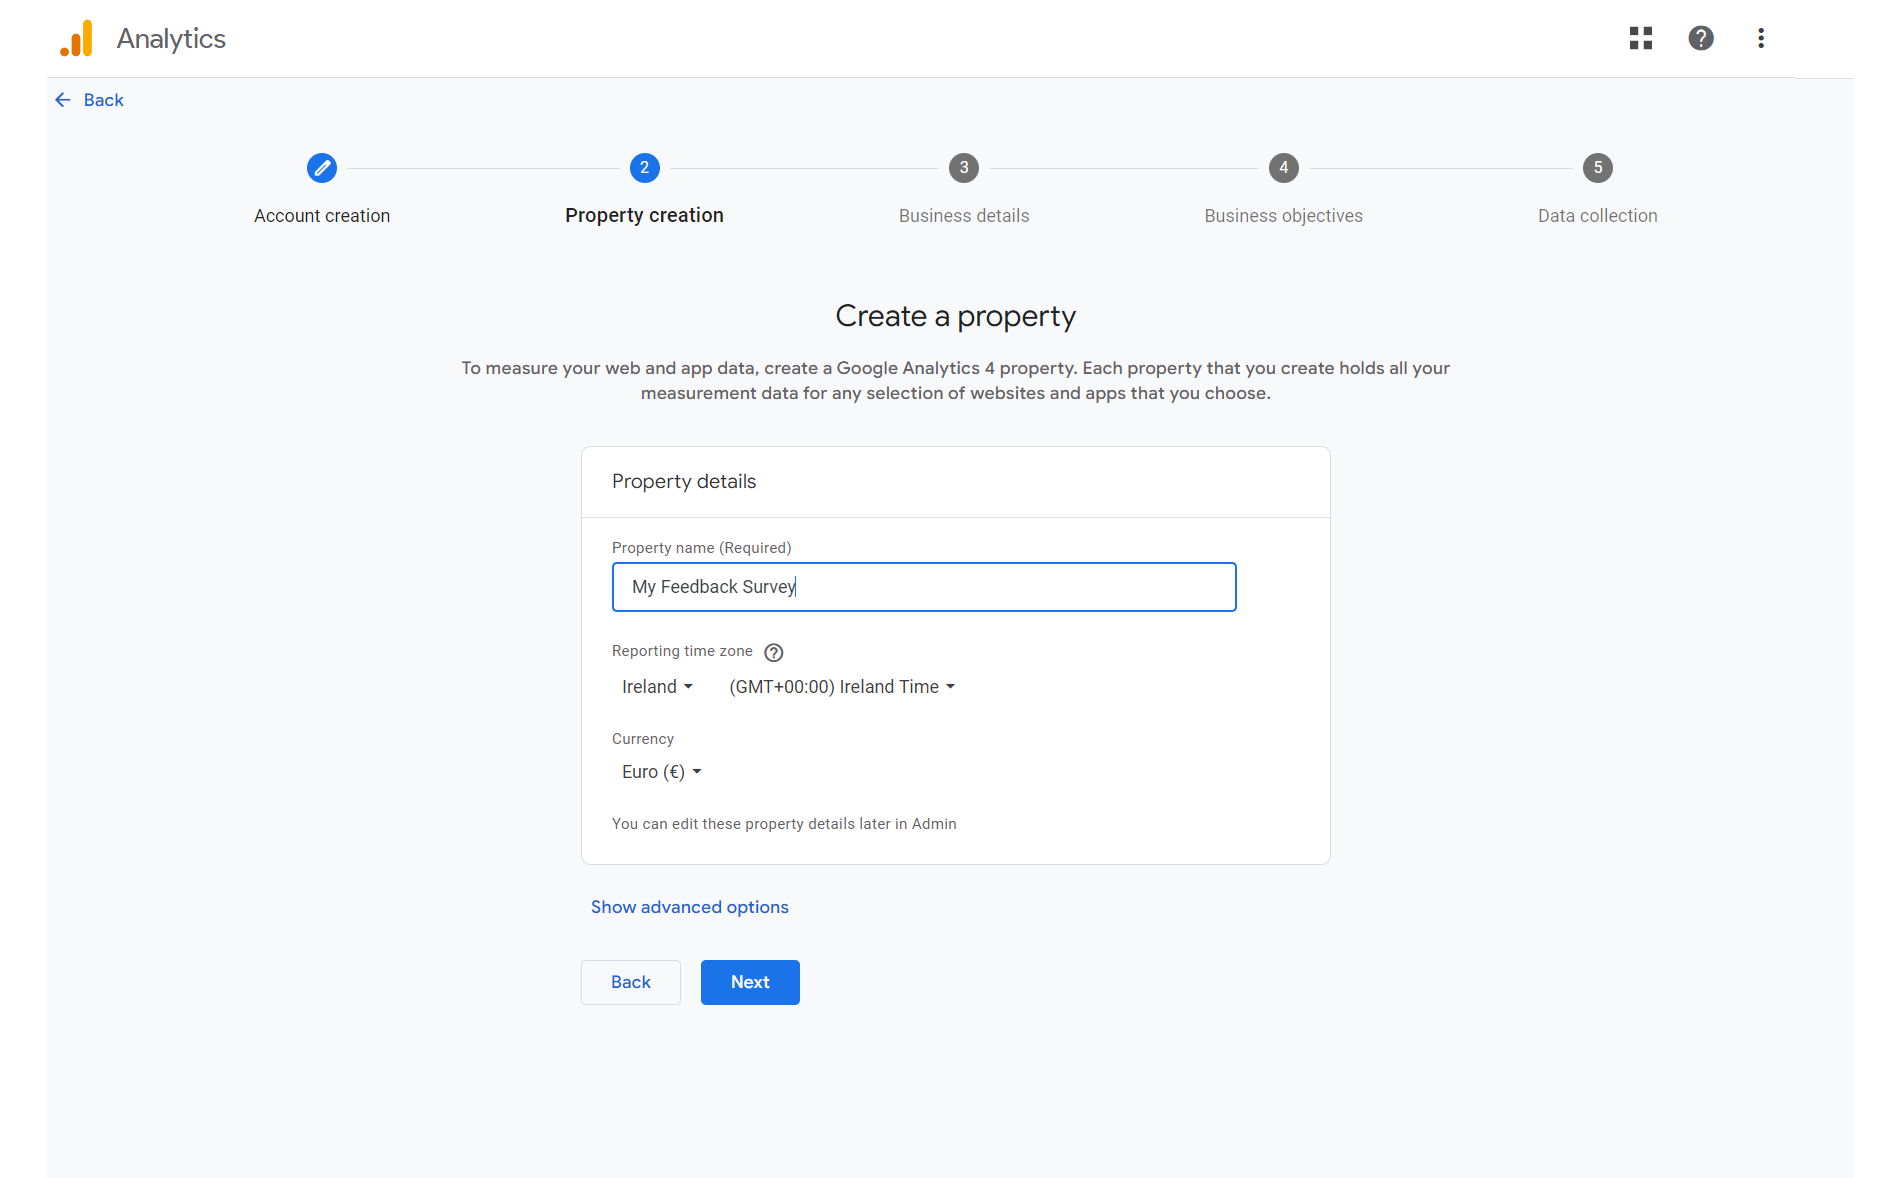 Analytics
?
Back
2
3
4
5
Account creation
Property creation
Business details
Business objectives
Data collection
Create a property
To measure your web and app data, create a Google Analytics 4 property. Each property that you create holds all your
measurement data for any selection of websites and apps that you choose.
Property details
Property name (Required)
My Feedback Survey
Reporting time zone ?
Ireland (GMT+00:00) Ireland Time
Currency
Euro (€)
You can edit these property details later in Admin
Show advanced options
Back
Next